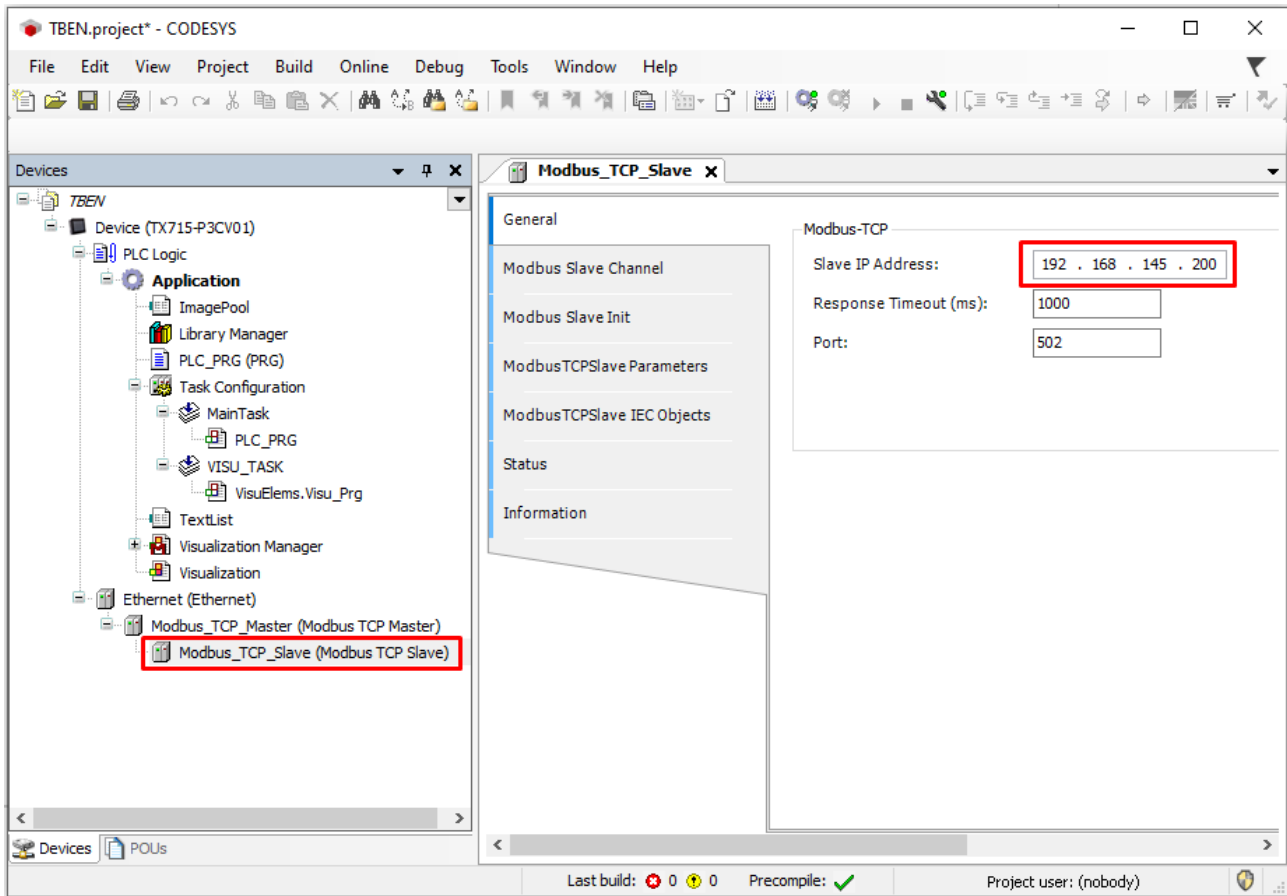 TBEN.project* - CODESYS
File Edit View Project Build Online Debug Tools Window Help
Devices
TBEN
Device (TX715-P3CV01)
PLC Logic
Application
ImagePool
Library Manager
PLC_PRG (PRG)
Task Configuration
MainTask
PLC_PRG
VISU_TASK
VisuElems.Visu_Prg
TextList
Visualization Manager
Visualization
Ethernet (Ethernet)
Modbus_TCP_Master (Modbus TCP Master)
Modbus_TCP_Slave (Modbus TCP Slave)
Devices POUs
Modbus_TCP_Slave
General
Modbus Slave Channel
Modbus Slave Init
ModbusTCPSlave Parameters
ModbusTCPSlave IEC Objects
Status
Information
Modbus-TCP
Slave IP Address: 192 . 168 . 145 . 200
Response Timeout (ms): 1000
Port: 502
Last build: 0 0 Precompile: Project user: (nobody)